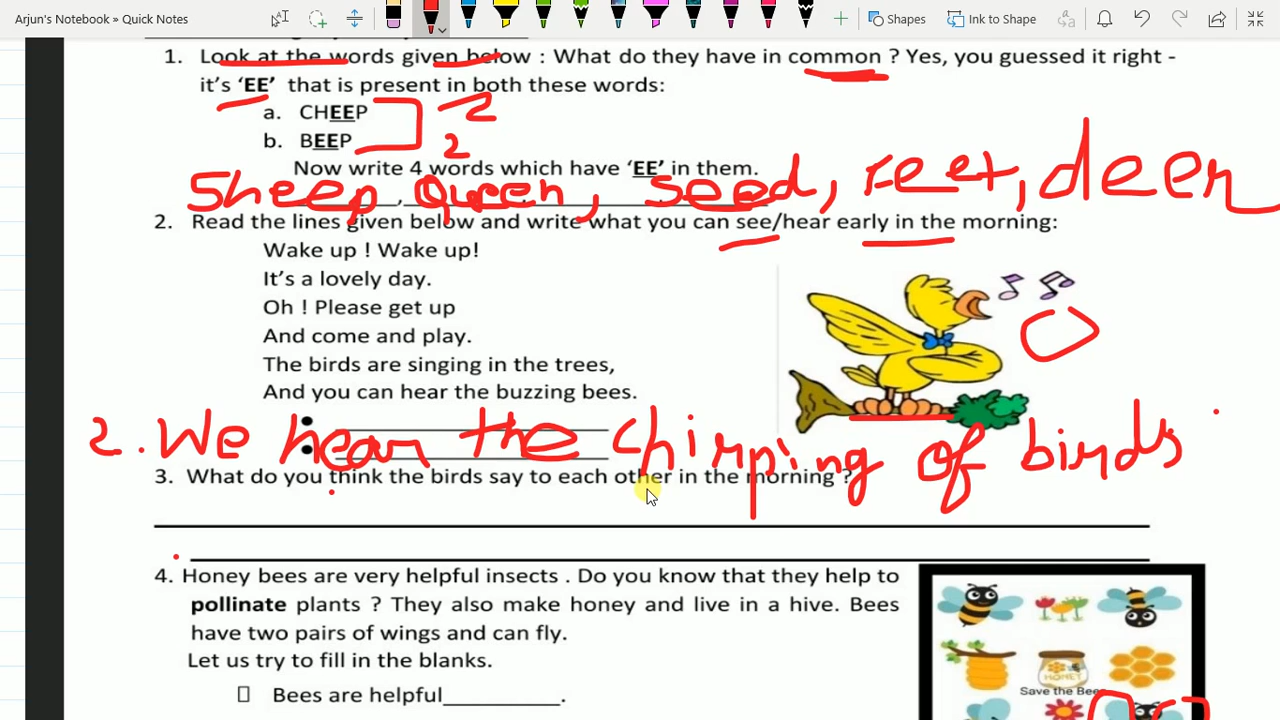 Arjun's Notebook » Quick Notes
Shapes
Ink to Shape
1. Look at the words given below : What do they have in common ? Yes, you guessed it right -
it's 'EE' that is present in both these words:
a. CHEEP
b. BEEP
2
2
Now write 4 words which have 'EE' in them.
Sheep Queen, seed, reet, deer
2. Read the lines given below and write what you can see/hear early in the morning:
Wake up ! Wake up!
It's a lovely day.
Oh ! Please get up
And come and play.
The birds are singing in the trees,
And you can hear the buzzing bees.
2. We hear the chirping of birds
3. What do you think the birds say to each other in the morning ?
4. Honey bees are very helpful insects . Do you know that they help to
pollinate plants ? They also make honey and live in a hive. Bees
have two pairs of wings and can fly.
Let us try to fill in the blanks.
Bees are helpful__________.
HONEY
Save the Bees